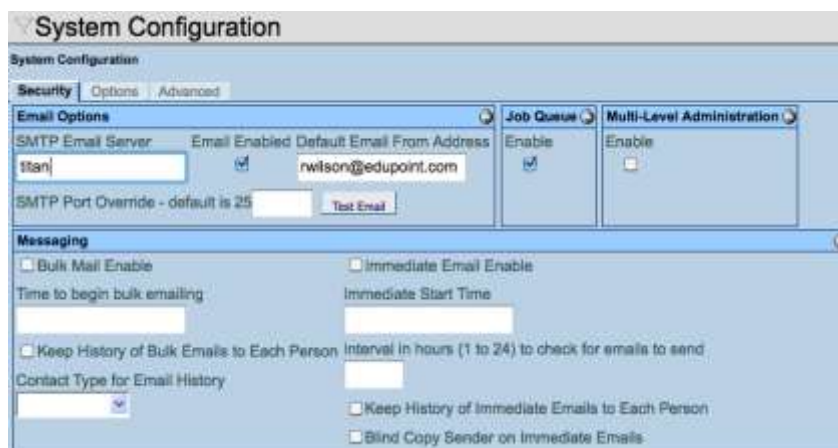 System Configuration
System Configuration
Security Options Advanced
Email Options Job Queue Multi-Level Administration
SMTP Email Server Email Enabled Default Email From Address Enable Enable
titan rwilson@edupoint.com
SMTP Port Override - default is 25 Test Email
Messaging
Bulk Mail Enable Immediate Email Enable
Time to begin bulk emailing Immediate Start Time
Keep History of Bulk Emails to Each Person Interval in hours (1 to 24) to check for emails to send
Contact Type for Email History
Keep History of Immediate Emails to Each Person
Blind Copy Sender on Immediate Emails